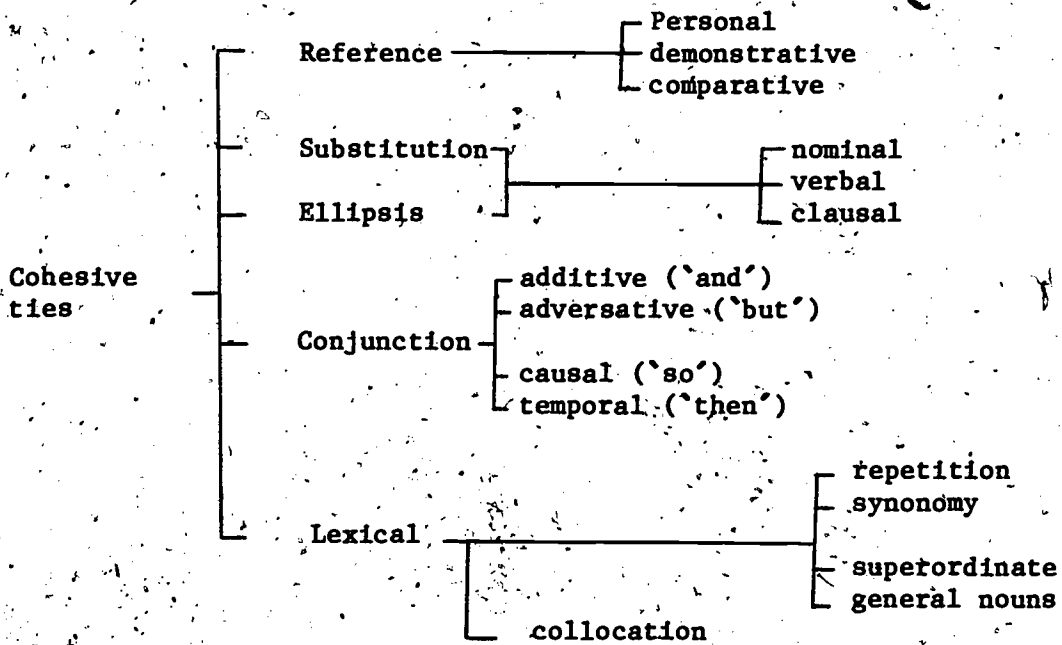 Personal
Reference
demonstrative
comparative
Substitution
nominal
verbal
Ellipsis
clausal
Cohesive
ties
additive (`and´)
adversative (`but´)
Conjunction
causal (`so´)
temporal (`then´)
repetition
synonomy
Lexical
superordinate
general nouns
collocation